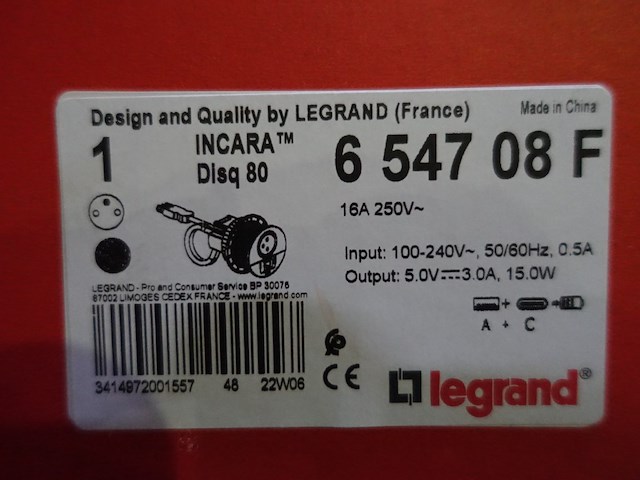 Design and Quality by LEGRAND (France)
Made in China
1
INCARA™
Disq 80
6 547 08 F
16A 250V~
Input: 100-240V~, 50/60Hz, 0.5A
Output: 5.0V⎓3.0A, 15.0W
A + C
LEGRAND - Pro and Consumer Service BP 30076
87002 LIMOGES CEDEX FRANCE - www.legrand.com
3414972001557 48 22W06
CE
legrand®